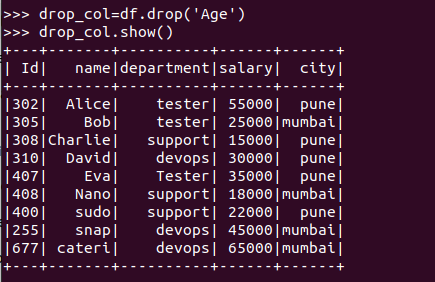 >>> drop_col=df.drop('Age')
>>> drop_col.show()
+---+-------+----------+------+------+
| Id|   name|department|salary|  city|
+---+-------+----------+------+------+
|302|  Alice|    tester| 55000|  pune|
|305|    Bob|    tester| 25000|mumbai|
|308|Charlie|   support| 15000|  pune|
|310|  David|    devops| 30000|  pune|
|407|    Eva|    Tester| 35000|  pune|
|408|   Nano|   support| 18000|mumbai|
|400|   sudo|   support| 22000|  pune|
|255|   snap|    devops| 45000|mumbai|
|677| cateri|    devops| 65000|mumbai|
+---+-------+----------+------+------+